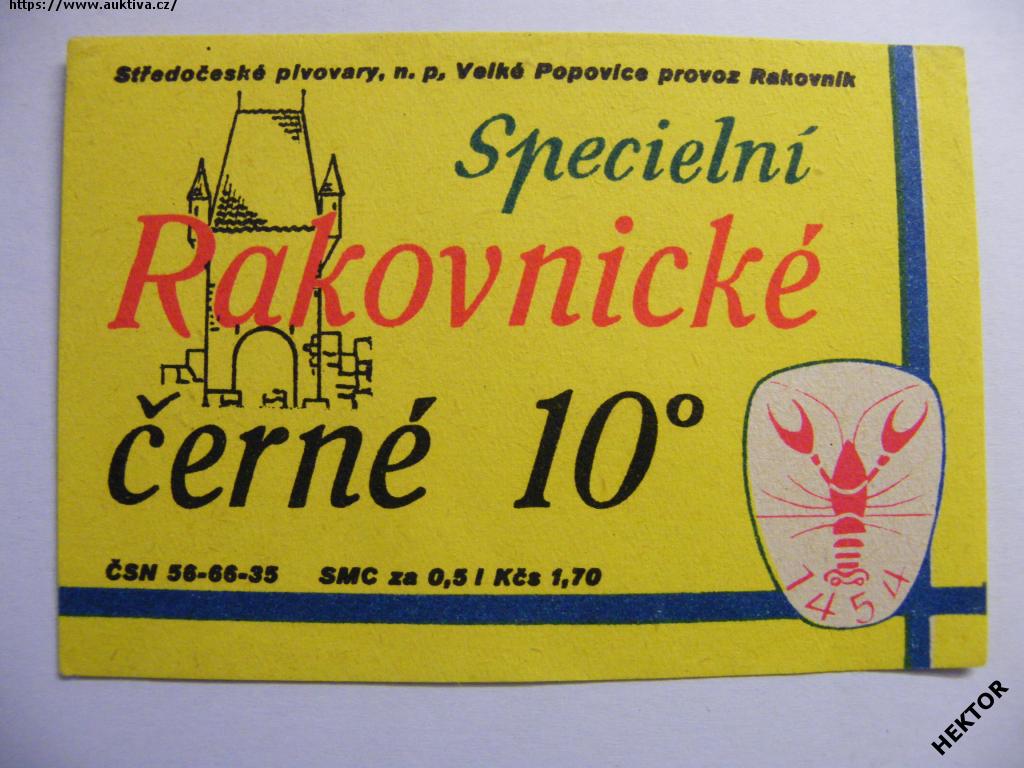 https://www.auktiva.cz/
Středočeské pivovary, n. p, Velké Popovice provoz Rakovník
Specielní
Rakovnické
černé 10°
1454
ČSN 56-66-35 SMC za 0,5 l Kčs 1,70
HEKTOR